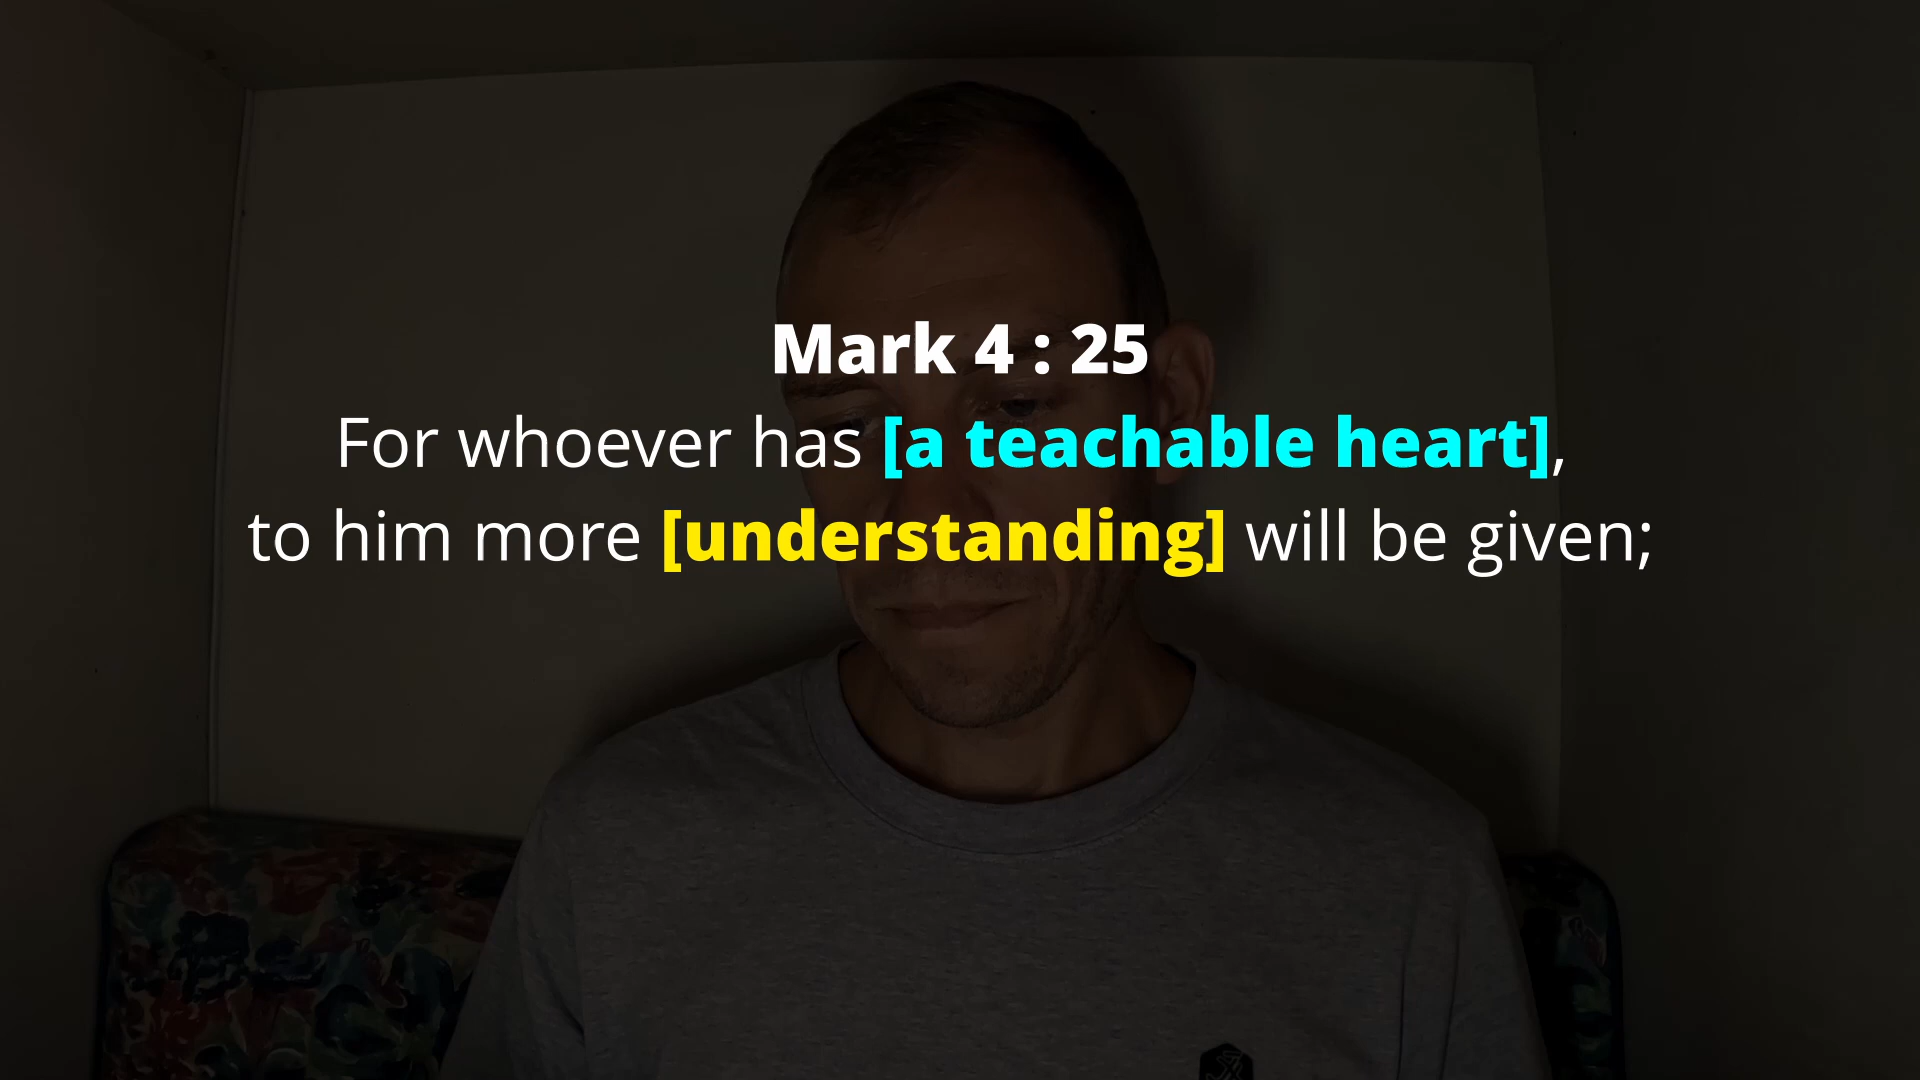 Mark 4 : 25
For whoever has [a teachable heart],
to him more [understanding] will be given;